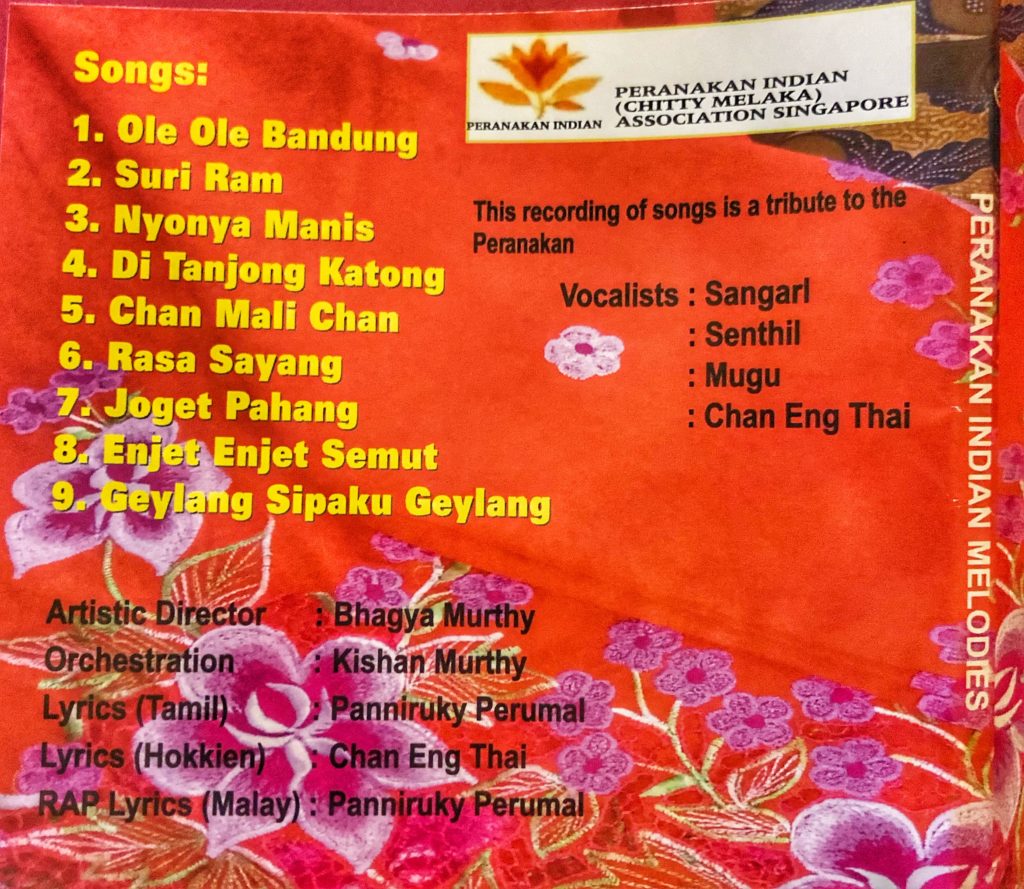 Songs:
1. Ole Ole Bandung
2. Suri Ram
3. Nyonya Manis
4. Di Tanjong Katong
5. Chan Mali Chan
6. Rasa Sayang
7. Joget Pahang
8. Enjet Enjet Semut
9. Geylang Sipaku Geylang
PERANAKAN INDIAN
PERANAKAN INDIAN
(CHITTY MELAKA)
ASSOCIATION SINGAPORE
This recording of songs is a tribute to the
Peranakan
Vocalists : Sangarl
: Senthil
: Mugu
: Chan Eng Thai
Artistic Director : Bhagya Murthy
Orchestration : Kishan Murthy
Lyrics (Tamil) : Panniruky Perumal
Lyrics (Hokkien) : Chan Eng Thai
RAP Lyrics (Malay) : Panniruky Perumal
PERANAKAN INDIAN MELODIES